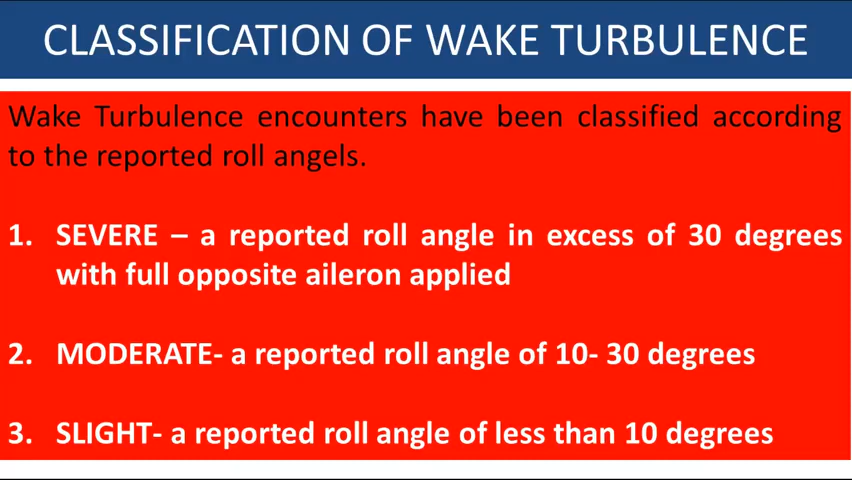 CLASSIFICATION OF WAKE TURBULENCE
Wake Turbulence encounters have been classified according
to the reported roll angels.
1. SEVERE – a reported roll angle in excess of 30 degrees
with full opposite aileron applied
2. MODERATE- a reported roll angle of 10- 30 degrees
3. SLIGHT- a reported roll angle of less than 10 degrees